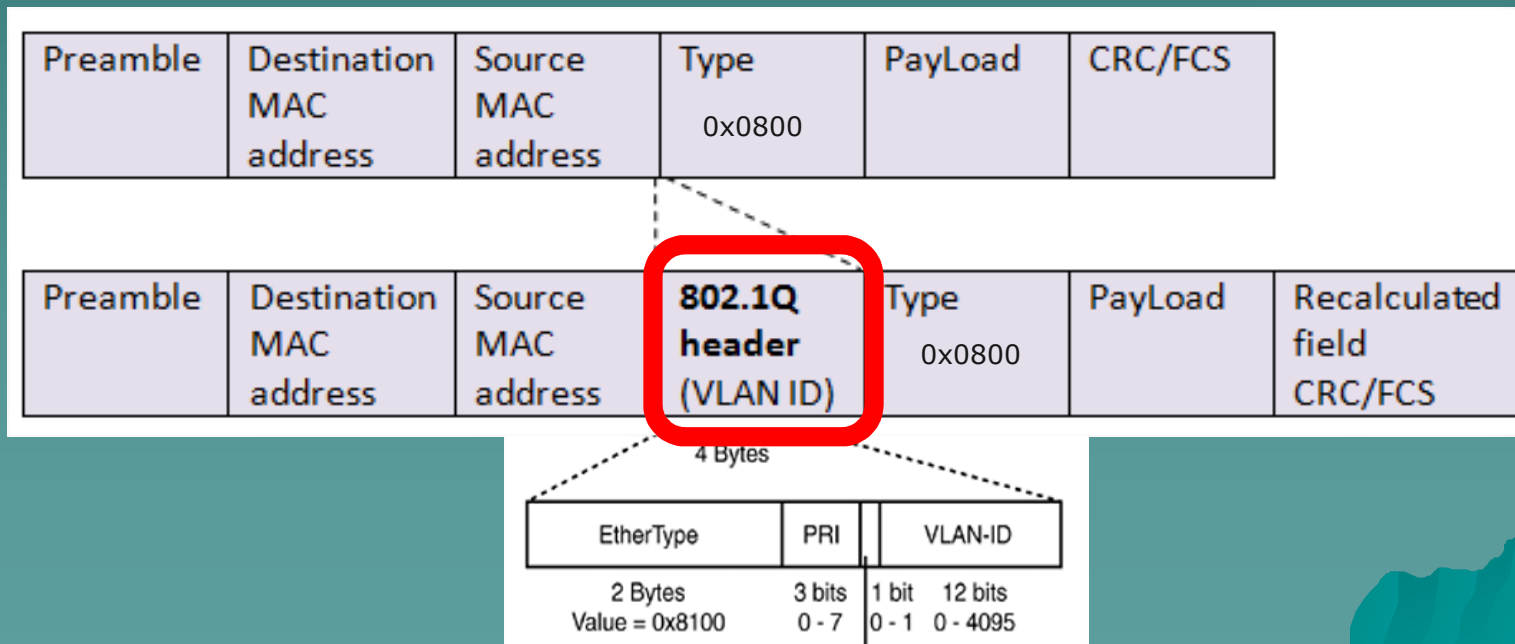 Preamble
Destination
MAC
address
Source
MAC
address
Type
0x0800
PayLoad
CRC/FCS
Preamble
Destination
MAC
address
Source
MAC
address
802.1Q
header
(VLAN ID)
Type
0x0800
PayLoad
Recalculated
field
CRC/FCS
4 Bytes
EtherType
PRI
VLAN-ID
2 Bytes
Value = 0x8100
3 bits
0 - 7
1 bit
0 - 1
12 bits
0 - 4095